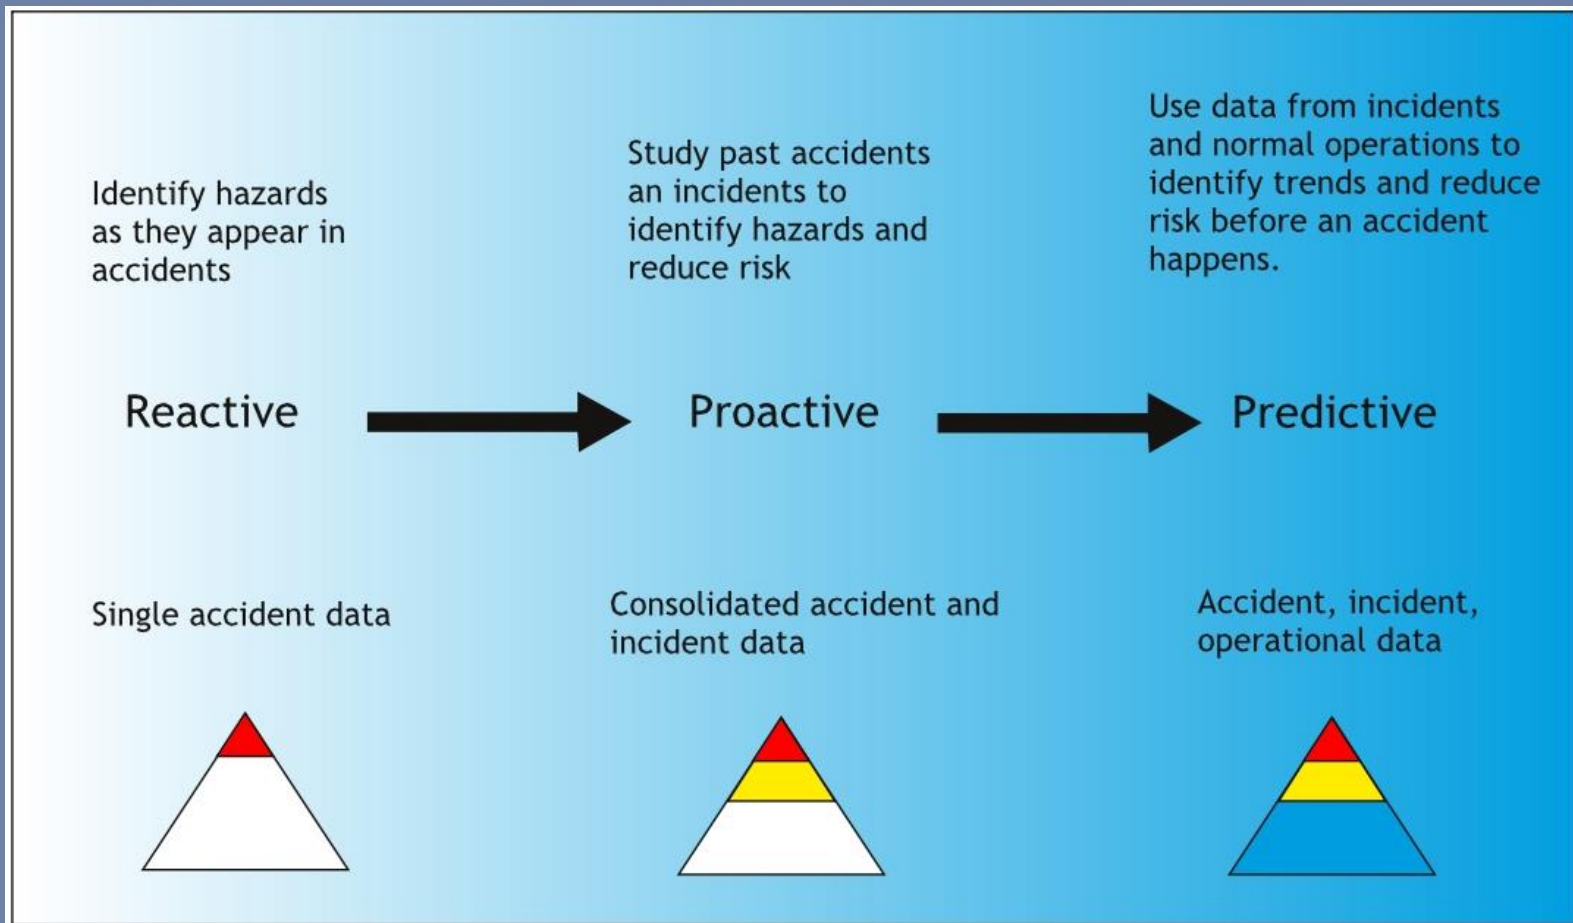 Identify hazards
as they appear in
accidents
Study past accidents
an incidents to
identify hazards and
reduce risk
Use data from incidents
and normal operations to
identify trends and reduce
risk before an accident
happens.
Reactive
Proactive
Predictive
Single accident data
Consolidated accident and
incident data
Accident, incident,
operational data